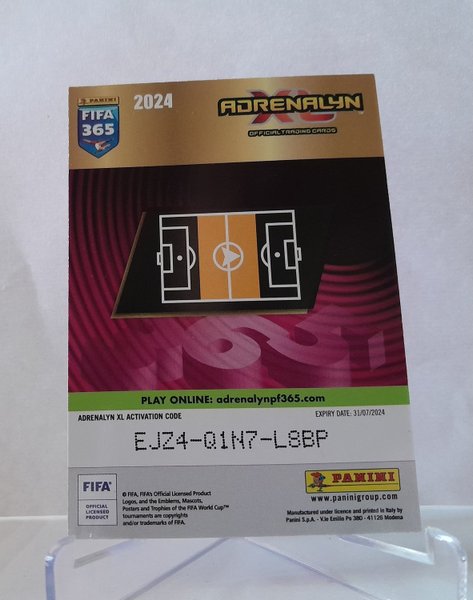 PANINI
FIFA
365
2024
ADRENALYN
XL
OFFICIAL TRADING CARDS
PLAY ONLINE: adrenalynpf365.com
ADRENALYN XL ACTIVATION CODE
EXPIRY DATE: 31/07/2024
EJZ4-Q1N7-L8BP
FIFA
OFFICIAL
LICENSED
PRODUCT
© FIFA, FIFA's Official Licensed Product
Logos, and the Emblems, Mascots,
Posters and Trophies of the FIFA World Cup™
tournaments are copyrights
and/or trademarks of FIFA.
PANINI
www.paninigroup.com
Manufactured under licence and printed in Italy by
Panini S.p.A. - V.le Emilio Po 380 - 41126 Modena